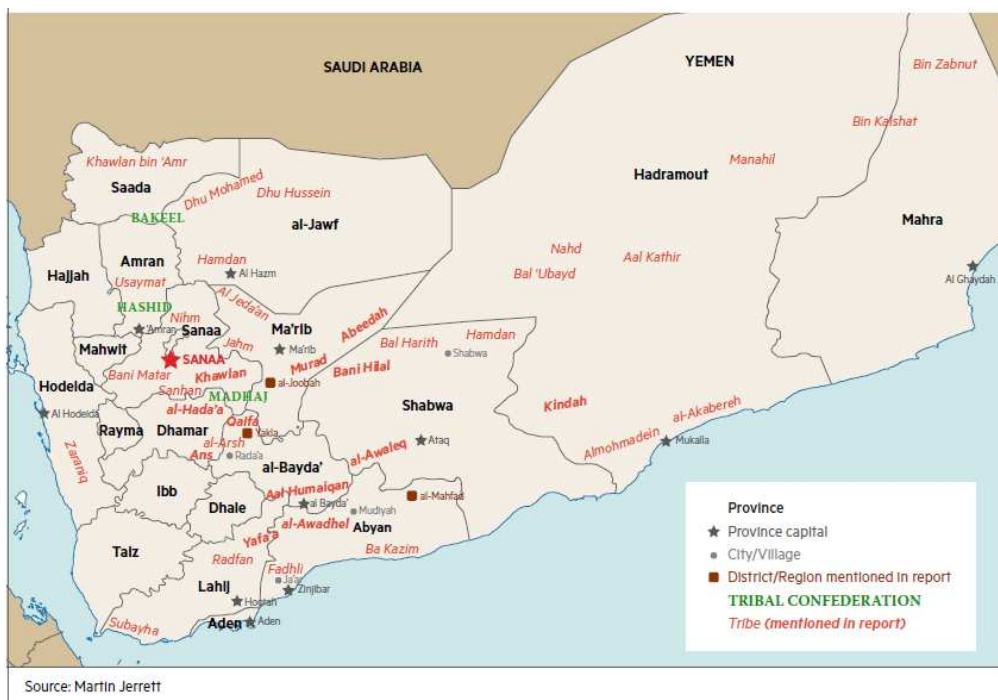 SAUDI ARABIA
YEMEN
Bin Zabnut
Bin Kalshat
Manahil
Hadramout
Mahra
Khawlan bin 'Amr
Saada
Dhu Mohamed
Dhu Hussein
BAKEEL
al-Jawf
Nahd
Aal Kathir
Bal 'Ubayd
Al Ghaydah
Hajjah
Amran
Hamdan
Al Hazm
Usaymat
HASHID
Al Jeda'an
Nihm
'Amran
Sanaa
Ma'rib
Abeedah
Mahwit
SANAA
Jahm
Ma'rib
Bal Harith
Hamdan
Shabwa
Bani Matar
Khawlan
Murad
Bani Hilal
al-Joobah
Hodeida
Sanhan
MADHAJ
Al Hodeida
al-Hada'a
Shabwa
Kindah
al-Akabereh
Rayma
Dhamar
Qaifa
Yakla
al-Arsh
Ans
Rada'a
al-Bayda'
al-Awaleq
Ataq
Almohmadein
Mukalla
Zaraniq
Ibb
Dhale
Aal Humaiqan
al Bayda'
al-Mahfad
Mudiyah
al-Awadhel
Abyan
Yafa'a
Taiz
Radfan
Ba Kazim
Fadhli
Ja'ar
Lahij
Zinjibar
Hootah
Subayha
Aden
Aden
Province
Province capital
City/Village
District/Region mentioned in report
TRIBAL CONFEDERATION
Tribe (mentioned in report)
Source: Martin Jerrett